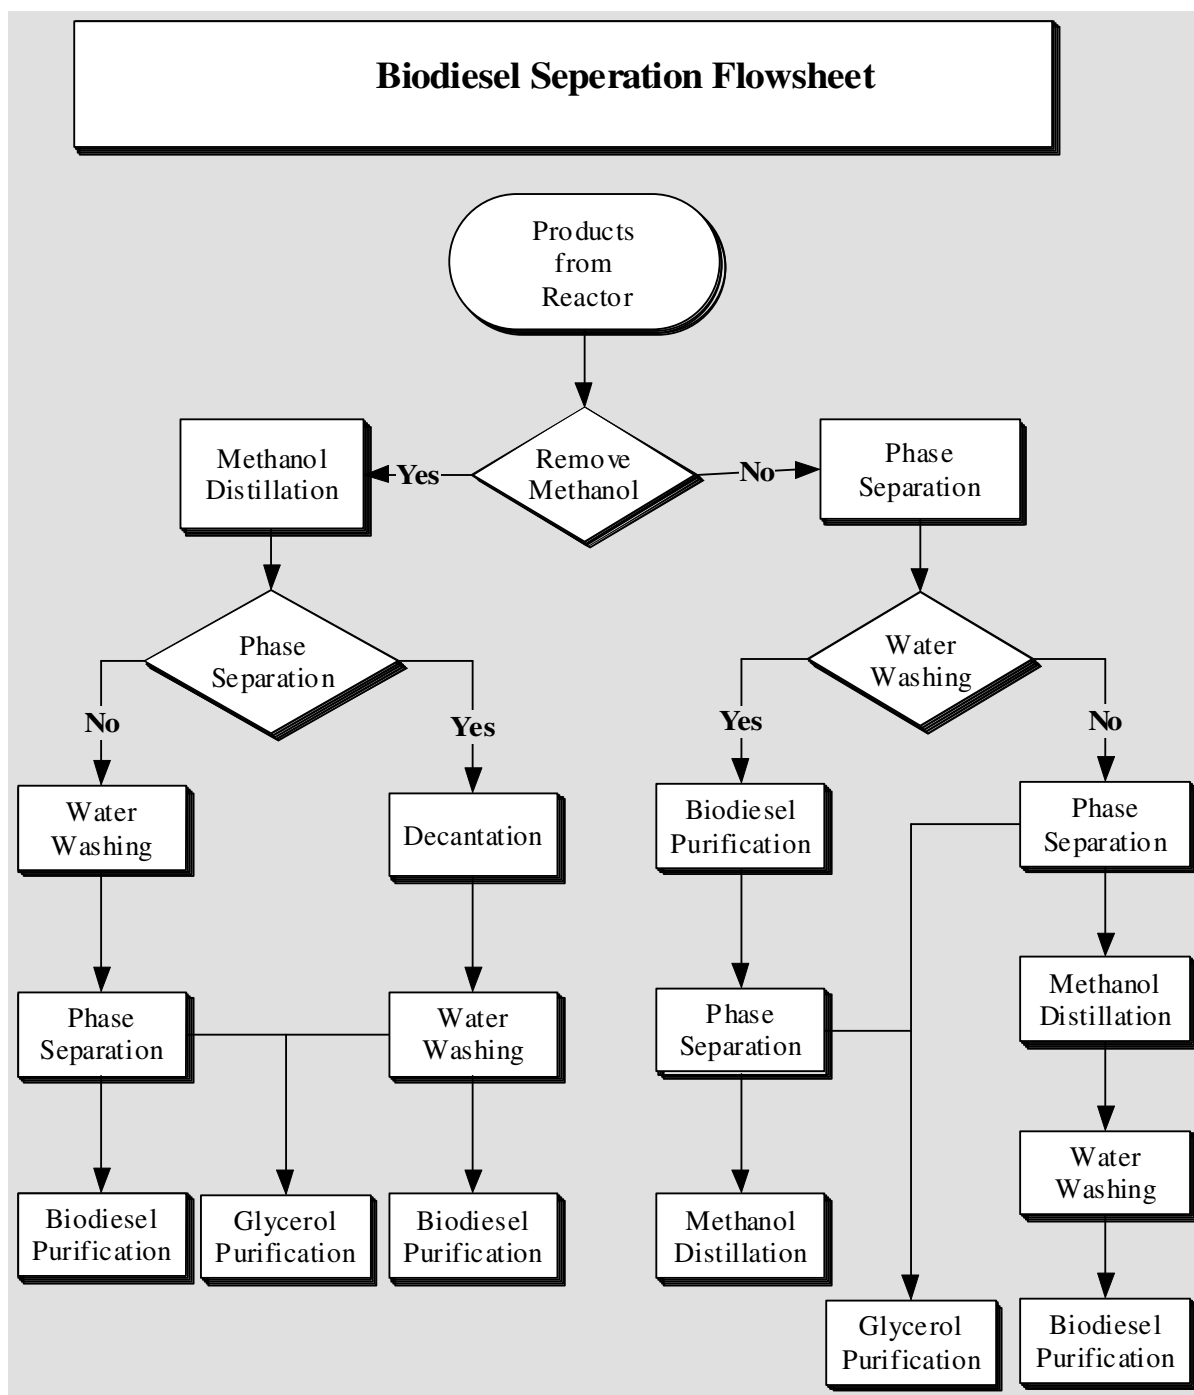 Biodiesel Seperation Flowsheet
Products
from
Reactor
Methanol
Distillation
Yes
Remove
Methanol
No
Phase
Separation
Phase
Separation
Water
Washing
No
Yes
Yes
No
Water
Washing
Decantation
Biodiesel
Purification
Phase
Separation
Phase
Separation
Water
Washing
Phase
Separation
Methanol
Distillation
Biodiesel
Purification
Glycerol
Purification
Biodiesel
Purification
Methanol
Distillation
Water
Washing
Glycerol
Purification
Biodiesel
Purification